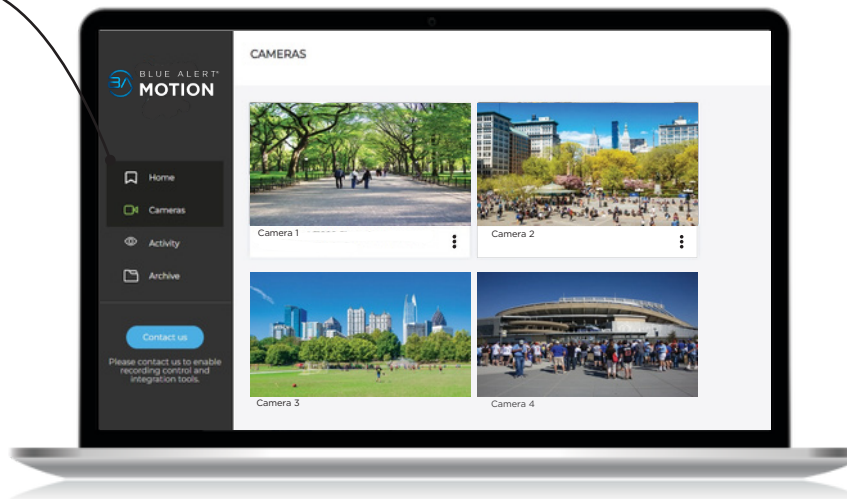 BLUE ALERT®
MOTION
CAMERAS
Home
Cameras
Activity
Archive
Contact us
Please contact us to enable
recording control and
integration tools.
Camera 1
Camera 2
Camera 3
Camera 4